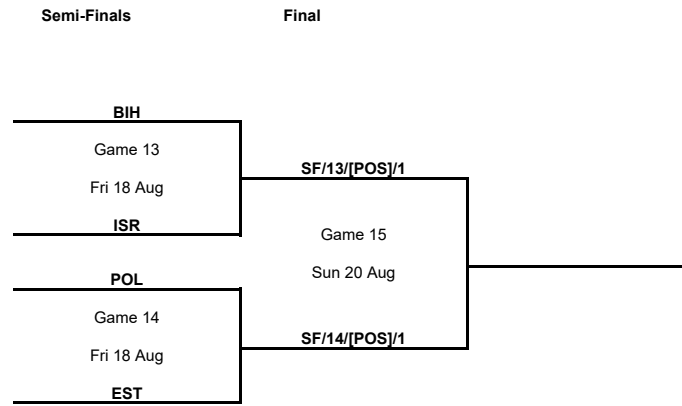 Semi-Finals Final
BIH
Game 13
SF/13/[POS]/1
Fri 18 Aug
ISR
Game 15
Sun 20 Aug
POL
Game 14
SF/14/[POS]/1
Fri 18 Aug
EST